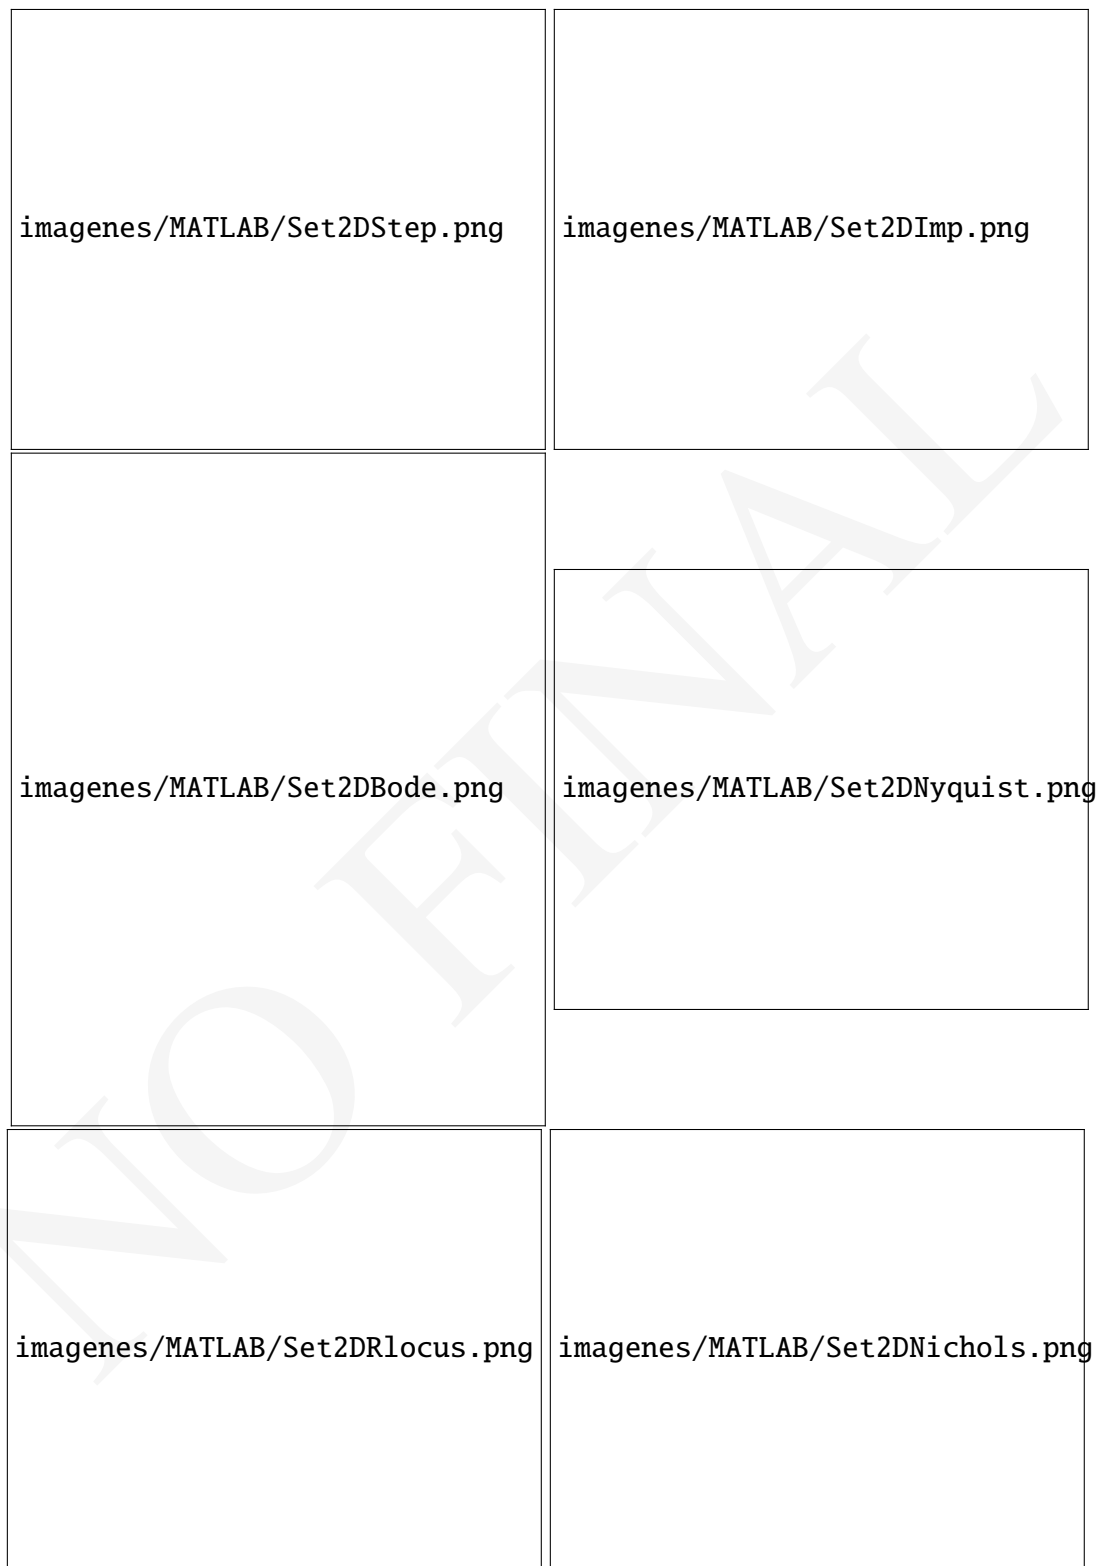 imagenes/MATLAB/Set2DStep.png
imagenes/MATLAB/Set2DImp.png
imagenes/MATLAB/Set2DBode.png
imagenes/MATLAB/Set2DNyquist.png
imagenes/MATLAB/Set2DRlocus.png
imagenes/MATLAB/Set2DNichols.png
NO FINAL